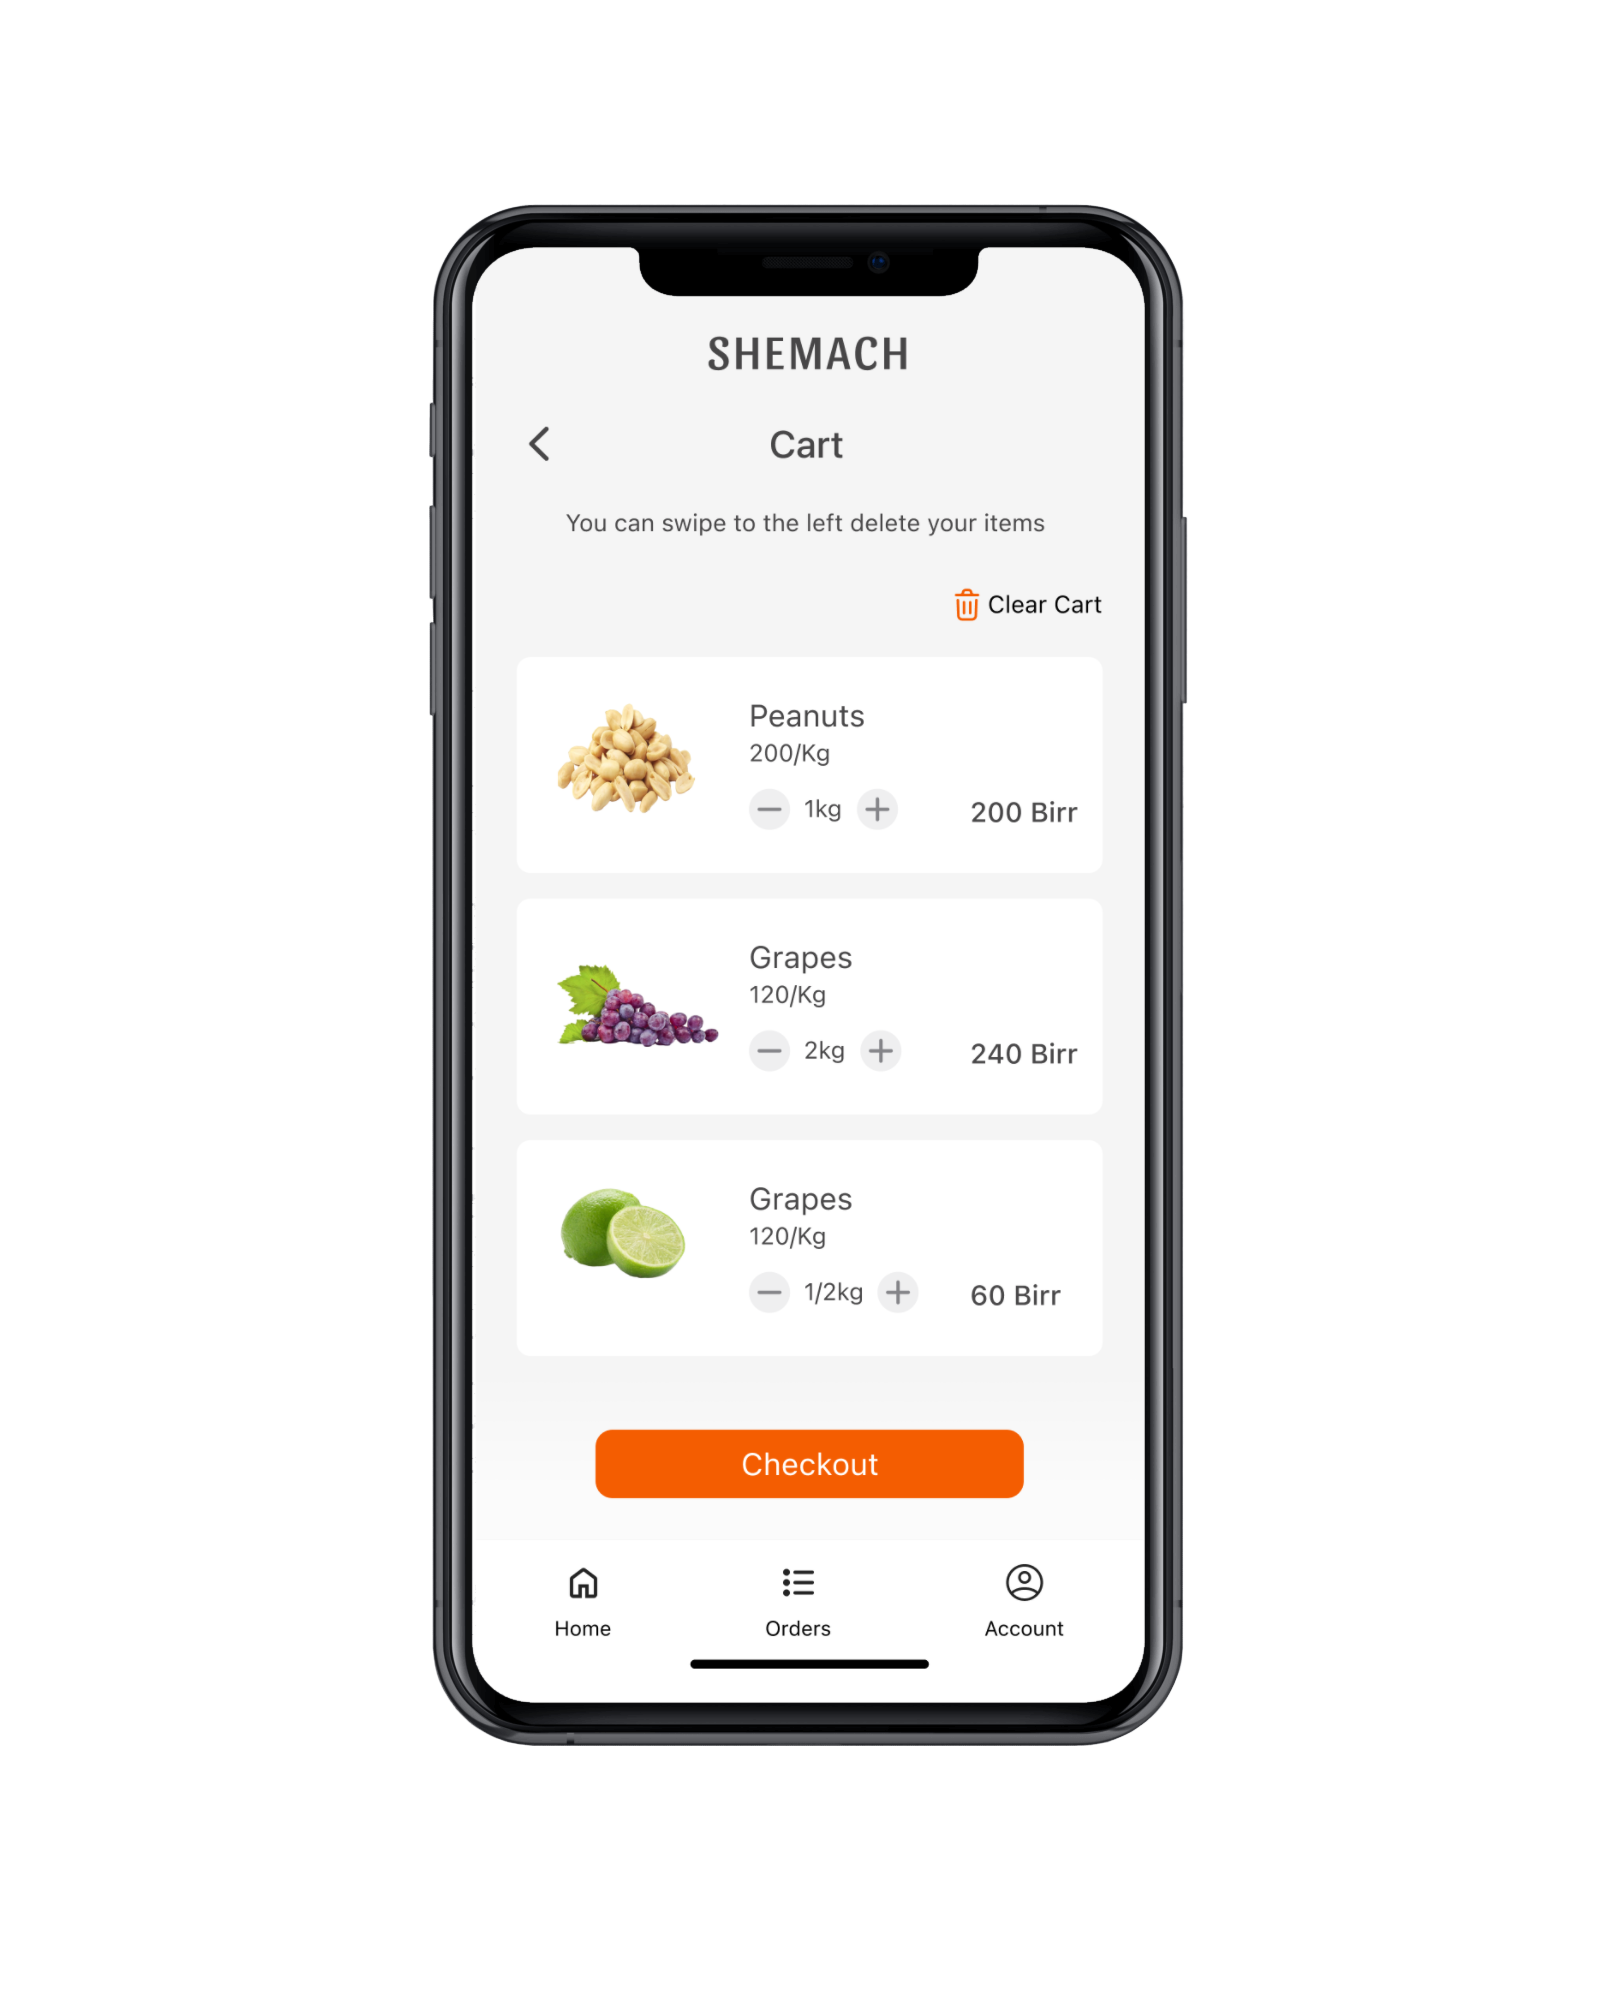 SHEMACH
Cart
You can swipe to the left delete your items
Clear Cart
Peanuts
200/Kg
1kg
200 Birr
Grapes
120/Kg
2kg
240 Birr
Grapes
120/Kg
1/2kg
60 Birr
Checkout
Home
Orders
Account